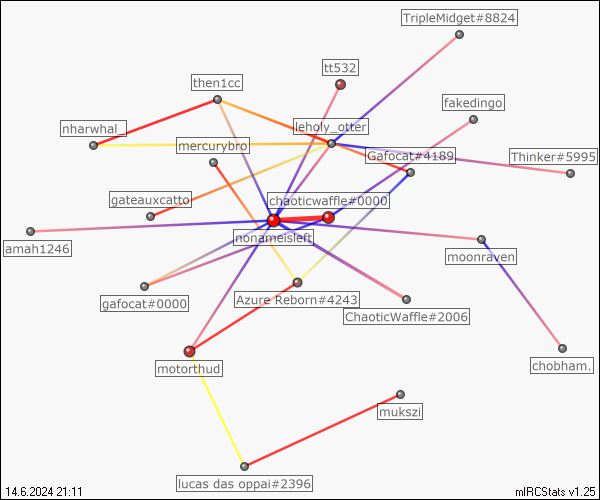 TripleMidget#8824
tt532
then1cc
fakedingo
nharwhal_
leholy_otter
mercurybro
Gafocat#4189
Thinker#5995
gateauxcatto
chaoticwaffle#0000
nonameisleft
amah1246
moonraven
gafocat#0000
Azure Reborn#4243
ChaoticWaffle#2006
motorthud
chobham.
mukszi
lucas das oppai#2396
14.6.2024 21:11
mIRCStats v1.25